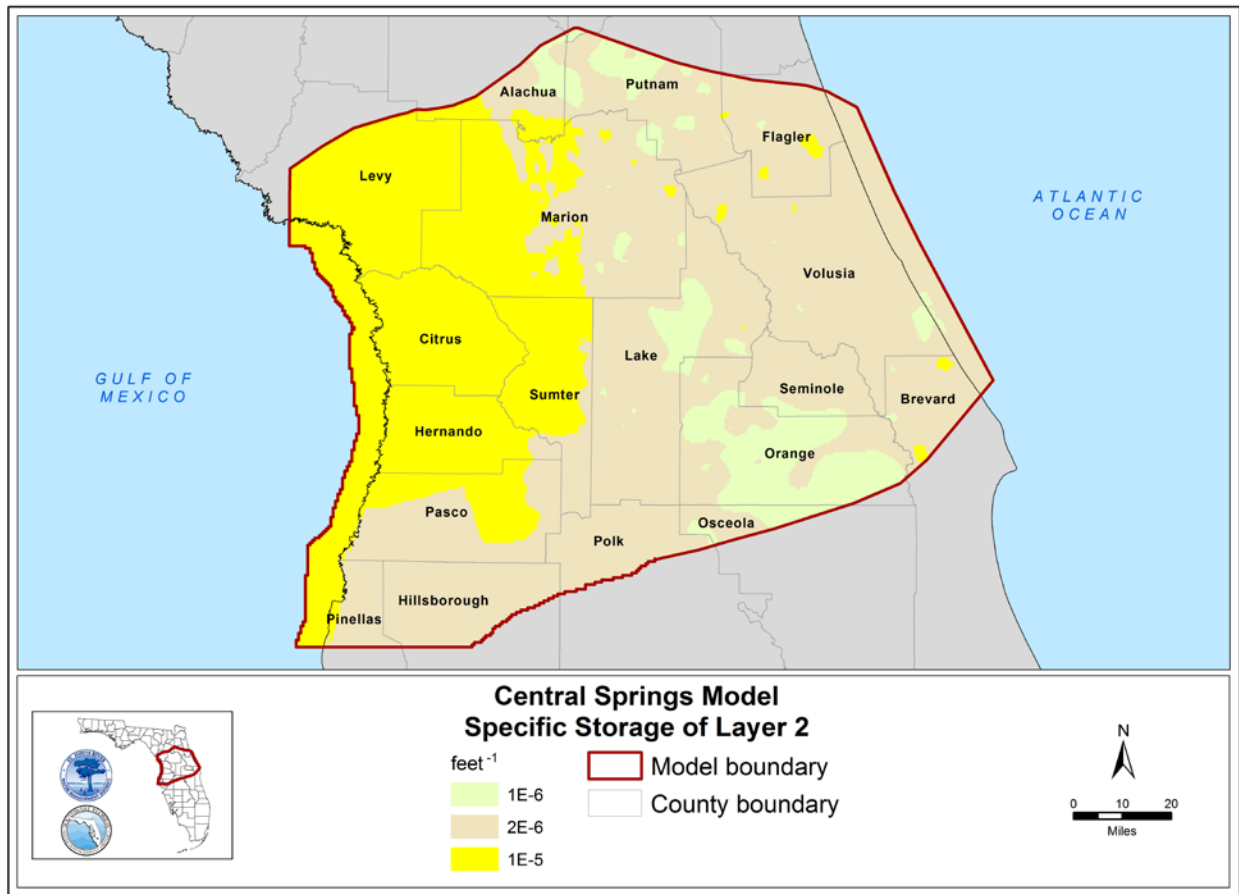 Putnam
Alachua
Flagler
Levy
Marion
ATLANTIC
OCEAN
Volusia
Citrus
Lake
GULF OF
MEXICO
Seminole
Sumter
Brevard
Hernando
Orange
Pasco
Osceola
Polk
Hillsborough
Pinellas
Central Springs Model
Specific Storage of Layer 2
feet⁻¹
1E-6
2E-6
1E-5
Model boundary
County boundary
N
0 10 20
Miles